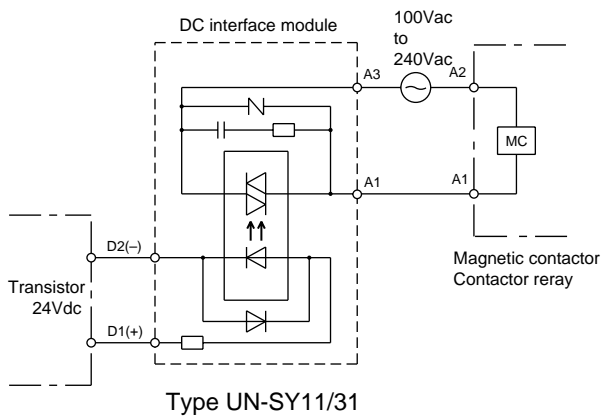 DC interface module
100Vac
to
240Vac
A3
A2
MC
A1
A1
D2(–)
Transistor
24Vdc
D1(+)
Magnetic contactor
Contactor reray
Type UN-SY11/31